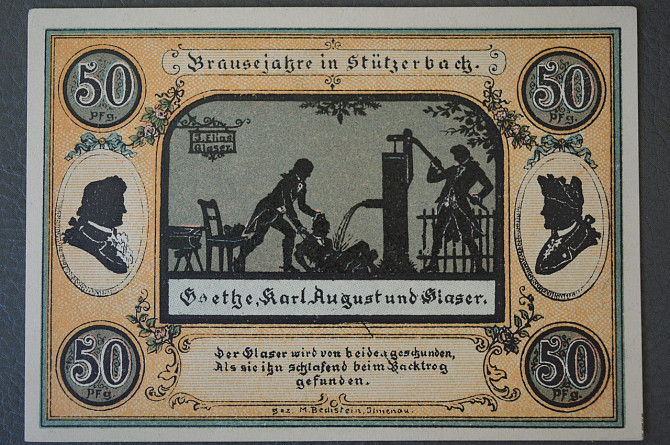 Brausejahre in Stützerbach.
50
Pfg.
50
Pfg.
J. Elias
Glaser.
Goethe, Karl August und Glaser.
Der Glaser wird von beiden geschunden,
Als sie ihn schlafend beim Backtrog
gefunden.
50
Pfg.
50
Pfg.
gez. M. Bechstein, Ilmenau.